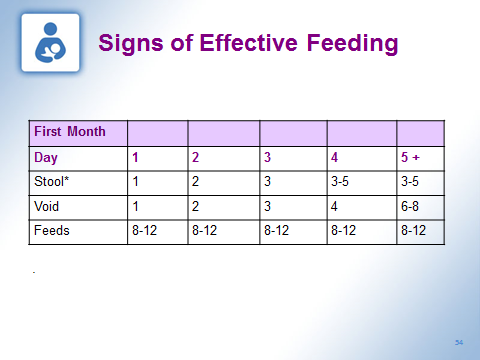 Signs of Effective Feeding
First Month
Day 1 2 3 4 5 +
Stool* 1 2 3 3-5 3-5
Void 1 2 3 4 6-8
Feeds 8-12 8-12 8-12 8-12 8-12
.
54